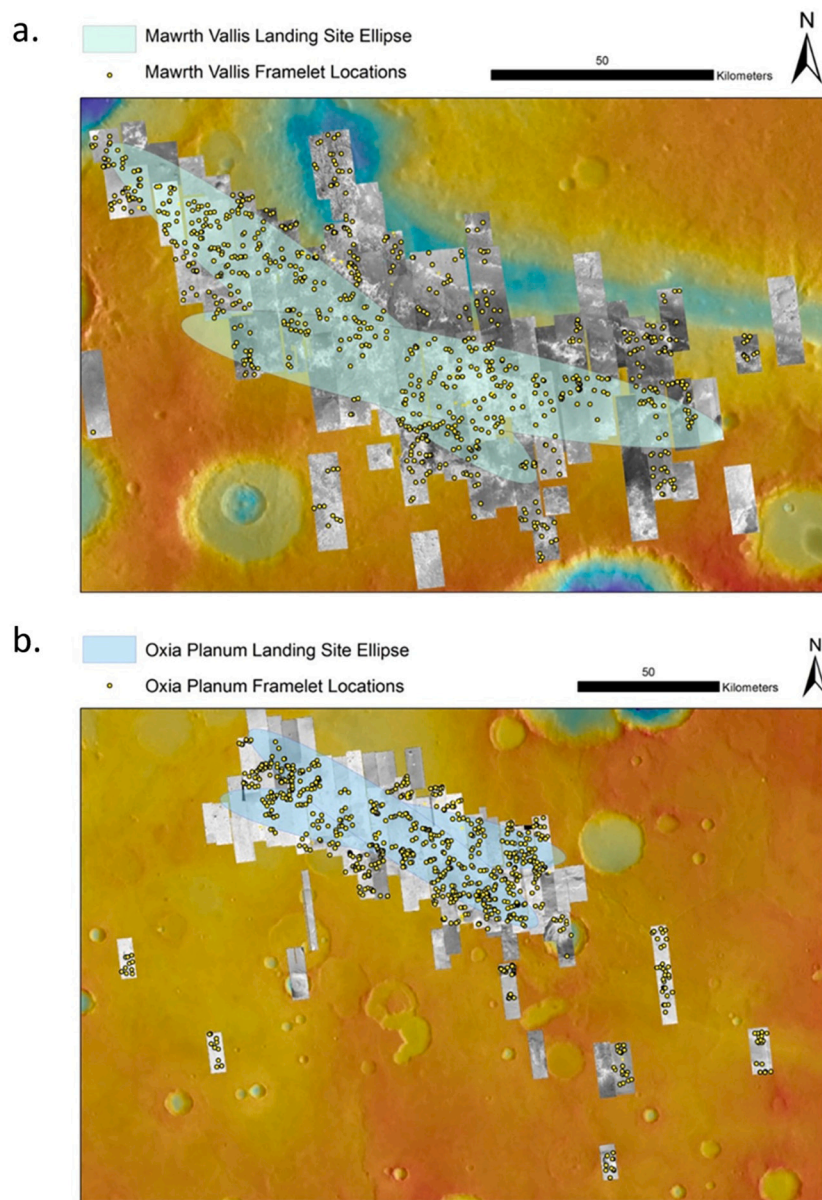 a.
Mawrth Vallis Landing Site Ellipse
Mawrth Vallis Framelet Locations
50
Kilometers
N
b.
Oxia Planum Landing Site Ellipse
Oxia Planum Framelet Locations
50
Kilometers
N